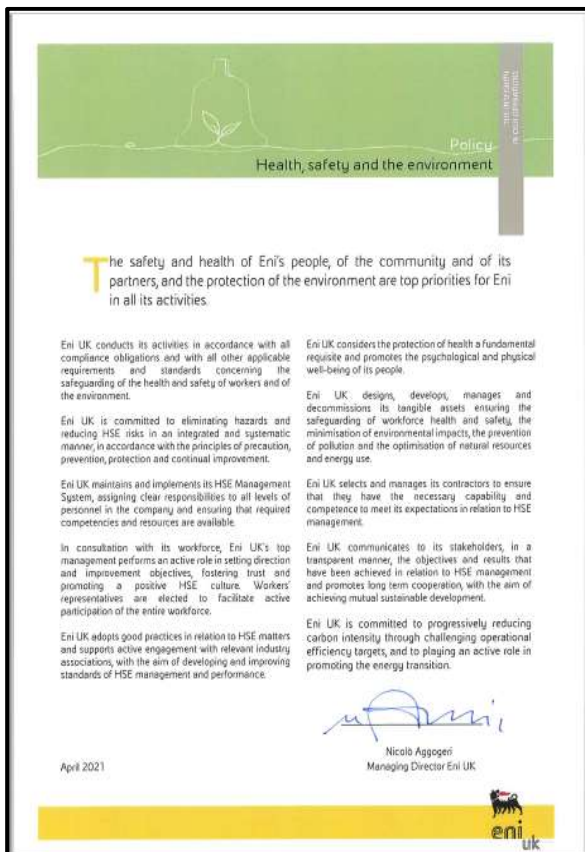 THE INTEGRITY
IN OUR OPERATIONS
Policy
Health, safety and the environment
The safety and health of Eni's people, of the community and of its
partners, and the protection of the environment are top priorities for Eni
in all its activities.
Eni UK conducts its activities in accordance with all
compliance obligations and with all other applicable
requirements and standards concerning the
safeguarding of the health and safety of workers and of
the environment.
Eni UK is committed to eliminating hazards and
reducing HSE risks in an integrated and systematic
manner, in accordance with the principles of precaution,
prevention, protection and continual improvement.
Eni UK maintains and implements its HSE Management
System, assigning clear responsibilities to all levels of
personnel in the company and ensuring that required
competencies and resources are available.
In consultation with its workforce, Eni UK's top
management performs an active role in setting direction
and improvement objectives, fostering trust and
promoting a positive HSE culture. Workers'
representatives are elected to facilitate active
participation of the entire workforce.
Eni UK adopts good practices in relation to HSE matters
and supports active engagement with relevant industry
associations, with the aim of developing and improving
standards of HSE management and performance.
Eni UK considers the protection of health a fundamental
requisite and promotes the psychological and physical
well-being of its people.
Eni UK designs, develops, manages and
decommissions its tangible assets ensuring the
safeguarding of workforce health and safety, the
minimisation of environmental impacts, the prevention
of pollution and the optimisation of natural resources
and energy use.
Eni UK selects and manages its contractors to ensure
that they have the necessary capability and
competence to meet its expectations in relation to HSE
management.
Eni UK communicates to its stakeholders, in a
transparent manner, the objectives and results that
have been achieved in relation to HSE management
and promotes long term cooperation, with the aim of
achieving mutual sustainable development.
Eni UK is committed to progressively reducing
carbon intensity through challenging operational
efficiency targets, and to playing an active role in
promoting the energy transition.
Nicolò Aggogeri
April 2021
Managing Director Eni UK
eni
uk